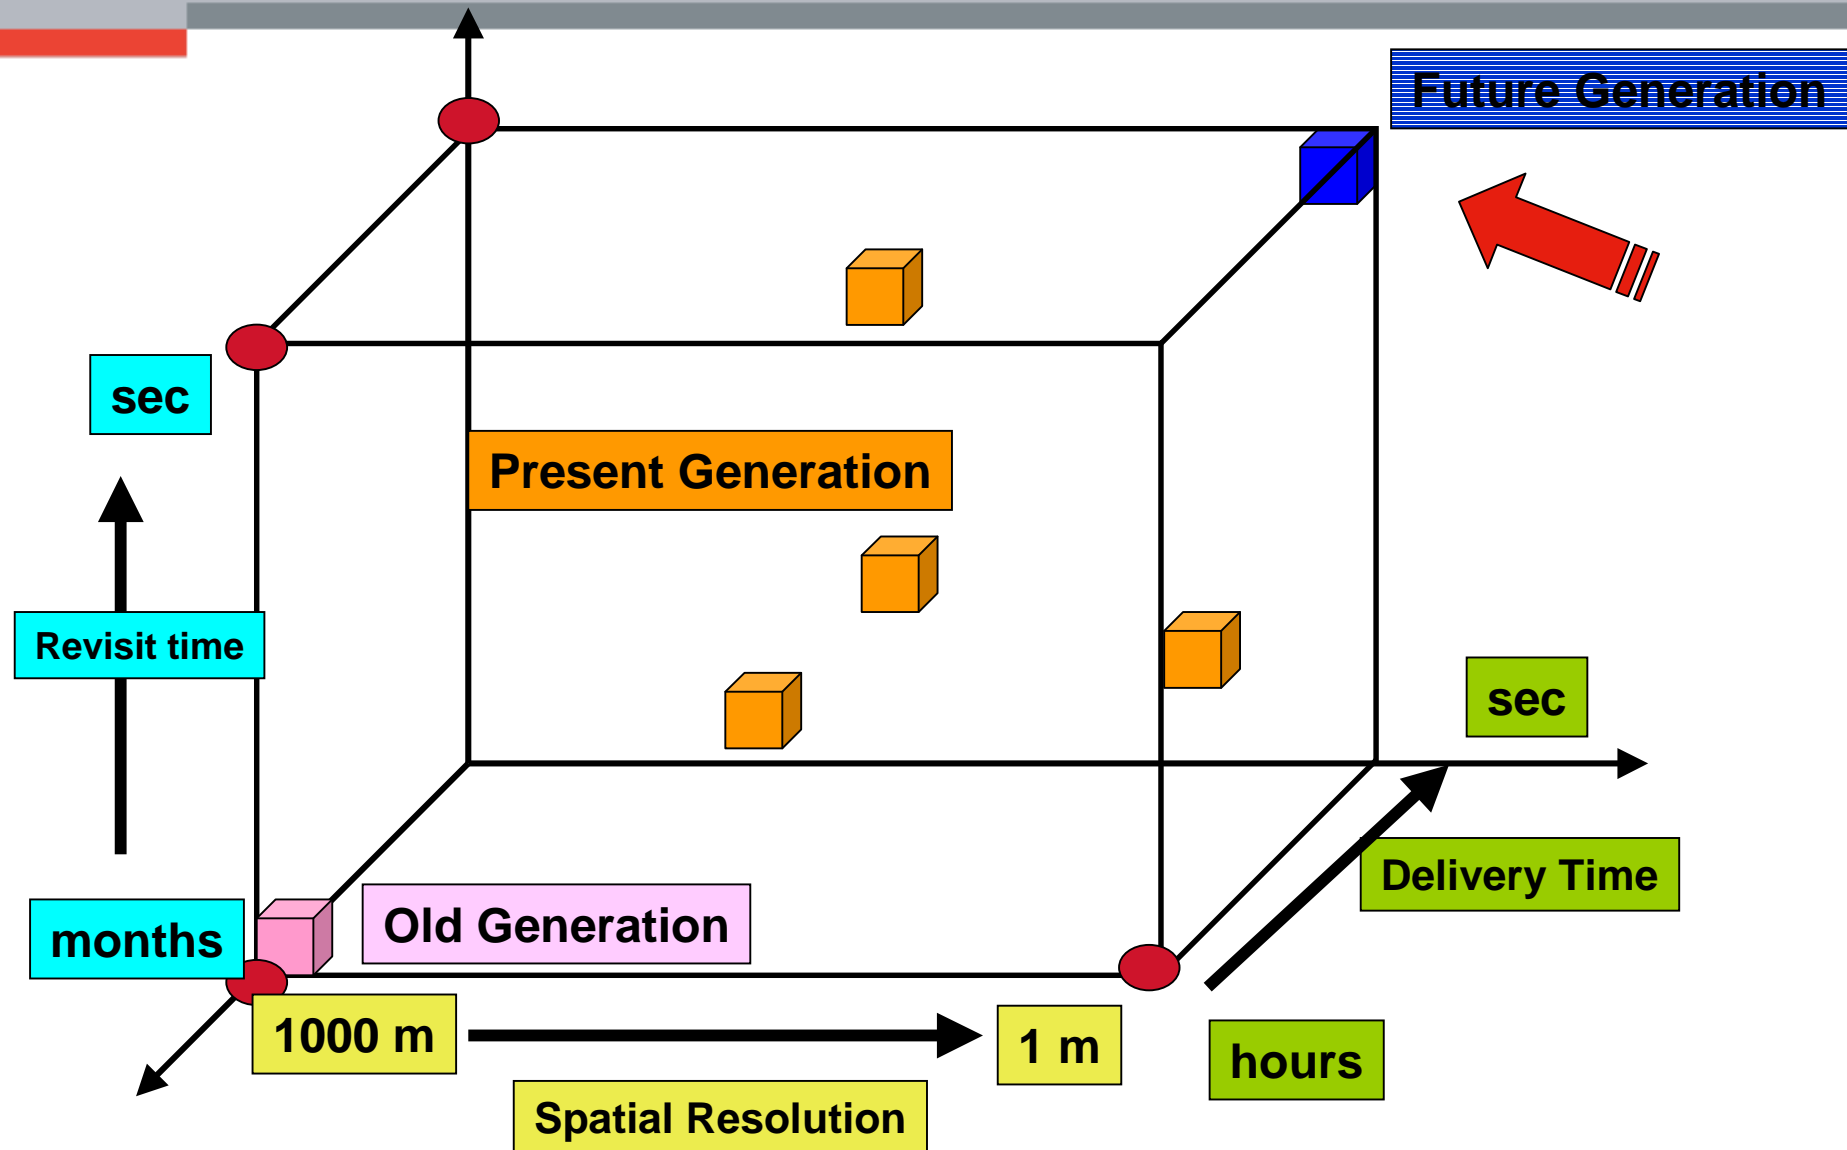 Future Generation
sec
Present Generation
Revisit time
sec
Delivery Time
Old Generation
months
1000 m
1 m
hours
Spatial Resolution